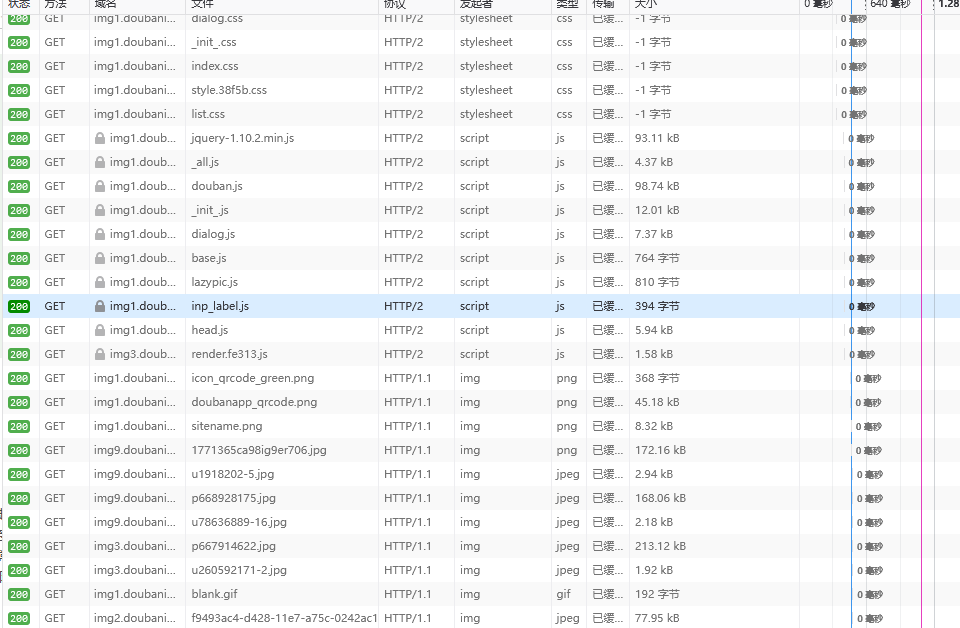 状态 方法 域名 文件 协议 发起者 类型 传输 大小 0 毫秒 640 毫秒 1.28
200 GET img1.doubani... dialog.css HTTP/2 stylesheet css 已缓... -1 字节 0 毫秒
200 GET img1.doubani... _init_.css HTTP/2 stylesheet css 已缓... -1 字节 0 毫秒
200 GET img1.doubani... index.css HTTP/2 stylesheet css 已缓... -1 字节 0 毫秒
200 GET img1.doubani... style.38f5b.css HTTP/2 stylesheet css 已缓... -1 字节 0 毫秒
200 GET img1.doubani... list.css HTTP/2 stylesheet css 已缓... -1 字节 0 毫秒
200 GET img1.doub... jquery-1.10.2.min.js HTTP/2 script js 已缓... 93.11 kB 0 毫秒
200 GET img1.doub... _all.js HTTP/2 script js 已缓... 4.37 kB 0 毫秒
200 GET img1.doub... douban.js HTTP/2 script js 已缓... 98.74 kB 0 毫秒
200 GET img1.doub... _init_.js HTTP/2 script js 已缓... 12.01 kB 0 毫秒
200 GET img1.doub... dialog.js HTTP/2 script js 已缓... 7.37 kB 0 毫秒
200 GET img1.doub... base.js HTTP/2 script js 已缓... 764 字节 0 毫秒
200 GET img1.doub... lazypic.js HTTP/2 script js 已缓... 810 字节 0 毫秒
200 GET img1.doub... inp_label.js HTTP/2 script js 已缓... 394 字节 0 毫秒
200 GET img1.doub... head.js HTTP/2 script js 已缓... 5.94 kB 0 毫秒
200 GET img3.doub... render.fe313.js HTTP/2 script js 已缓... 1.58 kB 0 毫秒
200 GET img1.doubani... icon_qrcode_green.png HTTP/1.1 img png 已缓... 368 字节 0 毫秒
200 GET img1.doubani... doubanapp_qrcode.png HTTP/1.1 img png 已缓... 45.18 kB 0 毫秒
200 GET img1.doubani... sitename.png HTTP/1.1 img png 已缓... 8.32 kB 0 毫秒
200 GET img9.doubani... 1771365ca98ig9er706.jpg HTTP/1.1 img png 已缓... 172.16 kB 0 毫秒
200 GET img9.doubani... u1918202-5.jpg HTTP/1.1 img jpeg 已缓... 2.94 kB 0 毫秒
200 GET img9.doubani... p668928175.jpg HTTP/1.1 img jpeg 已缓... 168.06 kB 0 毫秒
200 GET img9.doubani... u78636889-16.jpg HTTP/1.1 img jpeg 已缓... 2.18 kB 0 毫秒
200 GET img3.doubani... p667914622.jpg HTTP/1.1 img jpeg 已缓... 213.12 kB 0 毫秒
200 GET img3.doubani... u260592171-2.jpg HTTP/1.1 img jpeg 已缓... 1.92 kB 0 毫秒
200 GET img1.doubani... blank.gif HTTP/1.1 img gif 已缓... 192 字节 0 毫秒
200 GET img2.doubani... f9493ac4-d428-11e7-a75c-0242ac1 HTTP/1.1 img jpeg 已缓... 77.95 kB 0 毫秒